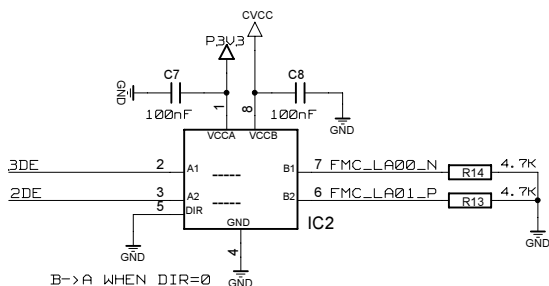 CVCC
P3V3
C7
C8
GND
100nF
100nF
GND
1
8
VCCA
VCCB
3DE
2
A1
B1
7
FMC_LA00_N
R14
4.7K
2DE
3
A2
B2
6
FMC_LA01_P
R13
4.7K
5
DIR
GND
IC2
GND
4
GND
B->A WHEN DIR=0
GND